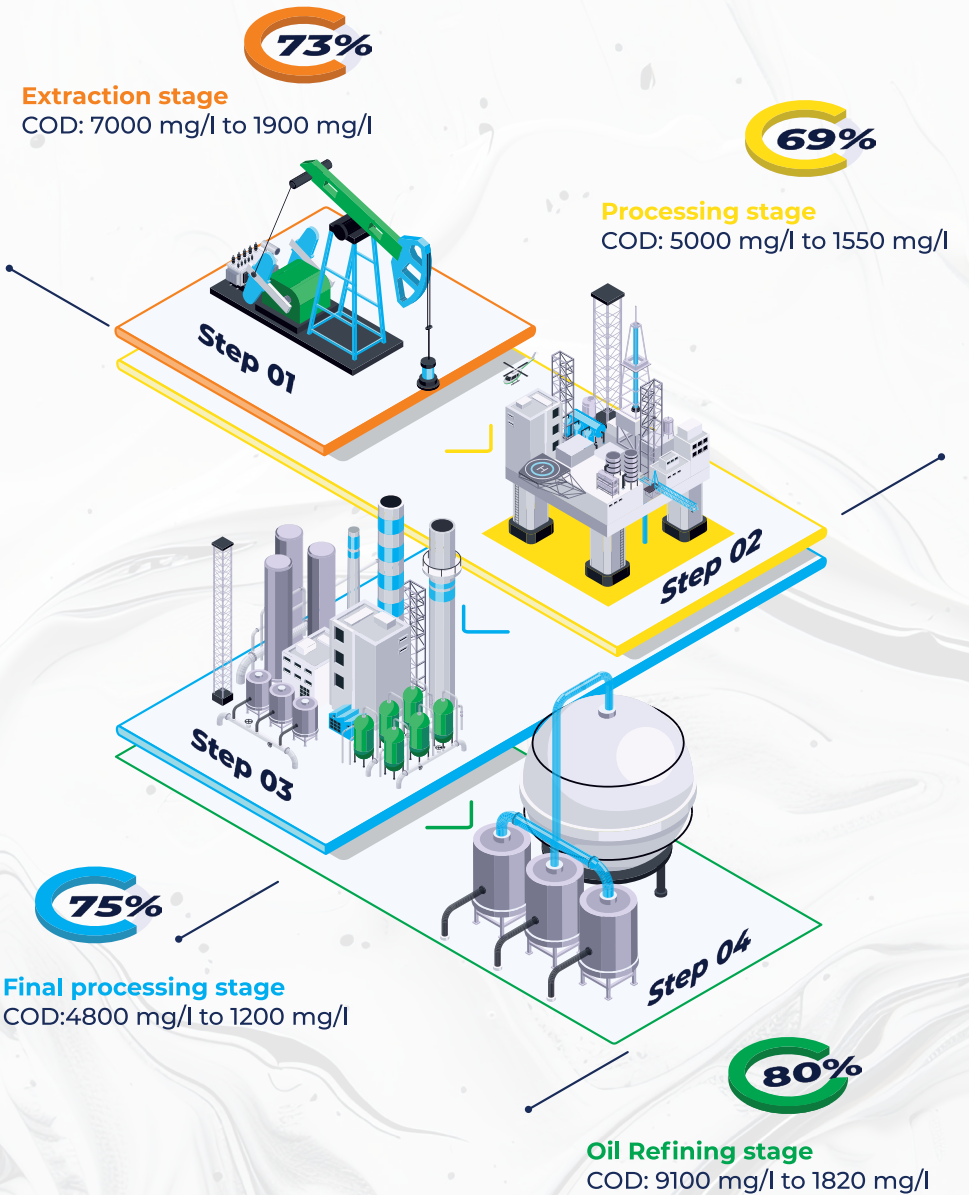 73%
Extraction stage
COD: 7000 mg/l to 1900 mg/l
69%
Processing stage
COD: 5000 mg/l to 1550 mg/l
Step 01
H
Step 02
Step 03
75%
Final processing stage
COD:4800 mg/l to 1200 mg/l
Step 04
80%
Oil Refining stage
COD: 9100 mg/l to 1820 mg/l